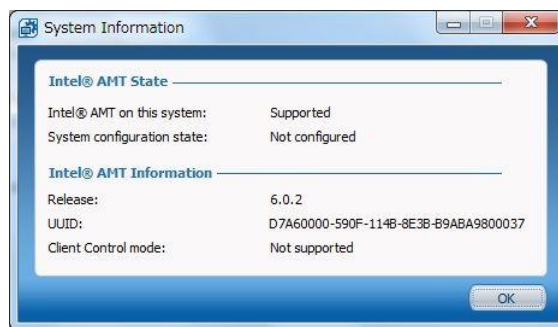 System Information
Intel® AMT State
Intel® AMT on this system: Supported
System configuration state: Not configured
Intel® AMT Information
Release: 6.0.2
UUID: D7A60000-590F-114B-8E3B-B9ABA9800037
Client Control mode: Not supported
OK